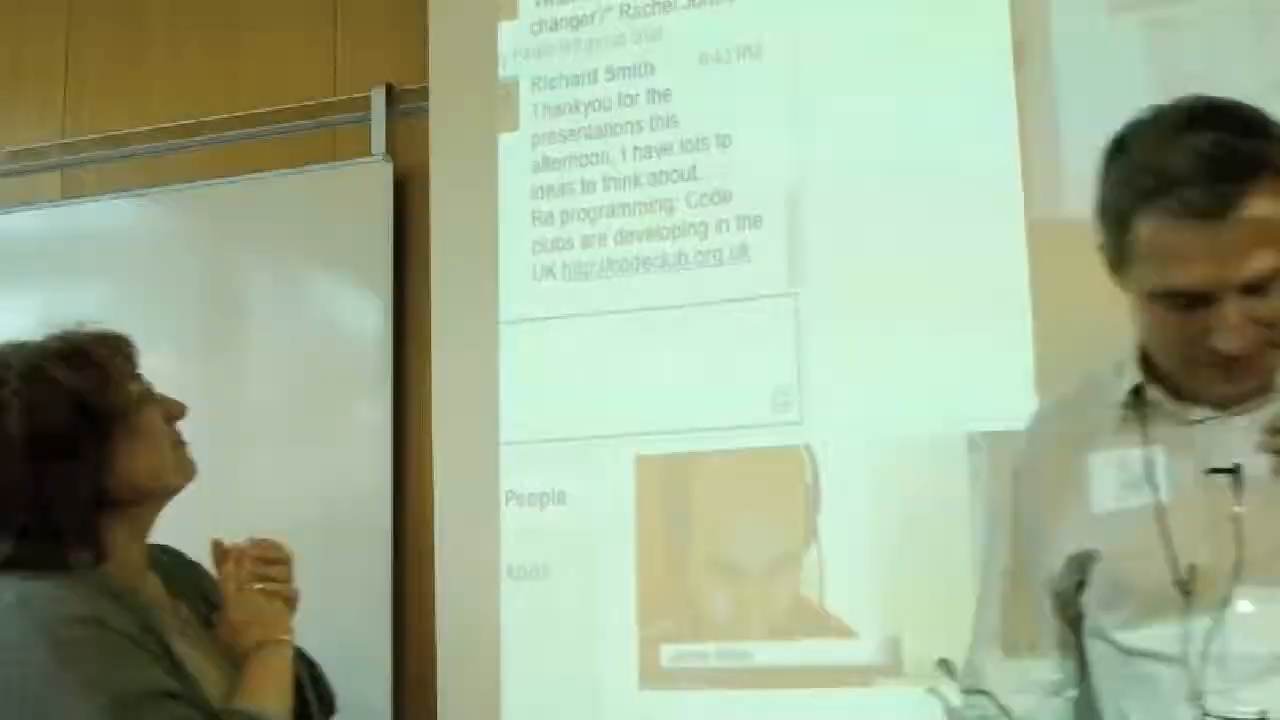 changer)" Rachel
Richard Smith
Thankyou for the
presentations this
afternoon. I have lots to
ideas to think about.
Ra programming: Code
clubs are developing in the
UK http://codeclub.org.uk
People